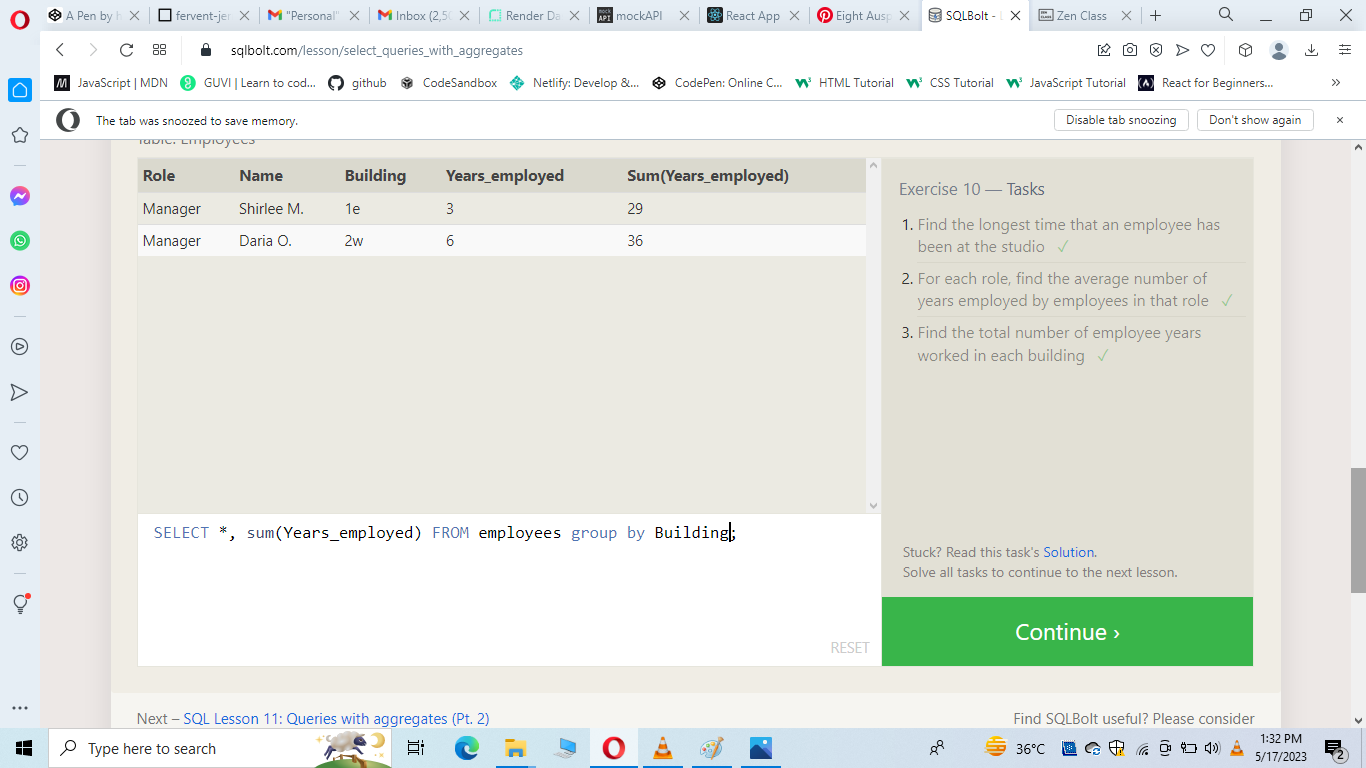 A Pen by h
fervent-jer
"Personal"
Inbox (2,50
Render Da
mockAPI
React App
Eight Ausp
SQLBolt - L
Zen Class
sqlbolt.com/lesson/select_queries_with_aggregates
JavaScript | MDN
GUVI | Learn to cod...
github
CodeSandbox
Netlify: Develop &...
CodePen: Online C...
HTML Tutorial
CSS Tutorial
JavaScript Tutorial
React for Beginners...
The tab was snoozed to save memory.
Disable tab snoozing
Don't show again
Table: Employees
Role Name Building Years_employed Sum(Years_employed)
Manager Shirlee M. 1e 3 29
Manager Daria O. 2w 6 36
SELECT *, sum(Years_employed) FROM employees group by Building;
RESET
Exercise 10 — Tasks
1. Find the longest time that an employee has
been at the studio ✓
2. For each role, find the average number of
years employed by employees in that role ✓
3. Find the total number of employee years
worked in each building ✓
Stuck? Read this task's Solution.
Solve all tasks to continue to the next lesson.
Continue ›
Next – SQL Lesson 11: Queries with aggregates (Pt. 2)
Find SQLBolt useful? Please consider
Type here to search
36°C
1:32 PM
5/17/2023
2